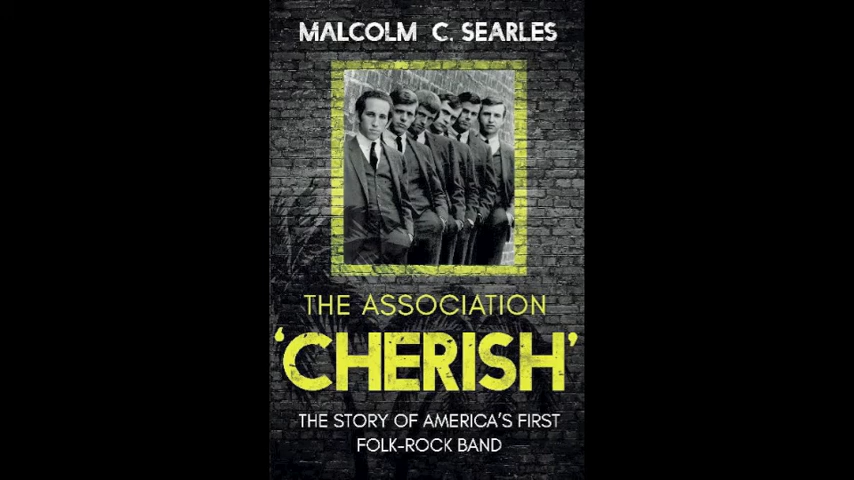 MALCOLM C. SEARLES
THE ASSOCIATION
'CHERISH'
THE STORY OF AMERICA'S FIRST
FOLK-ROCK BAND